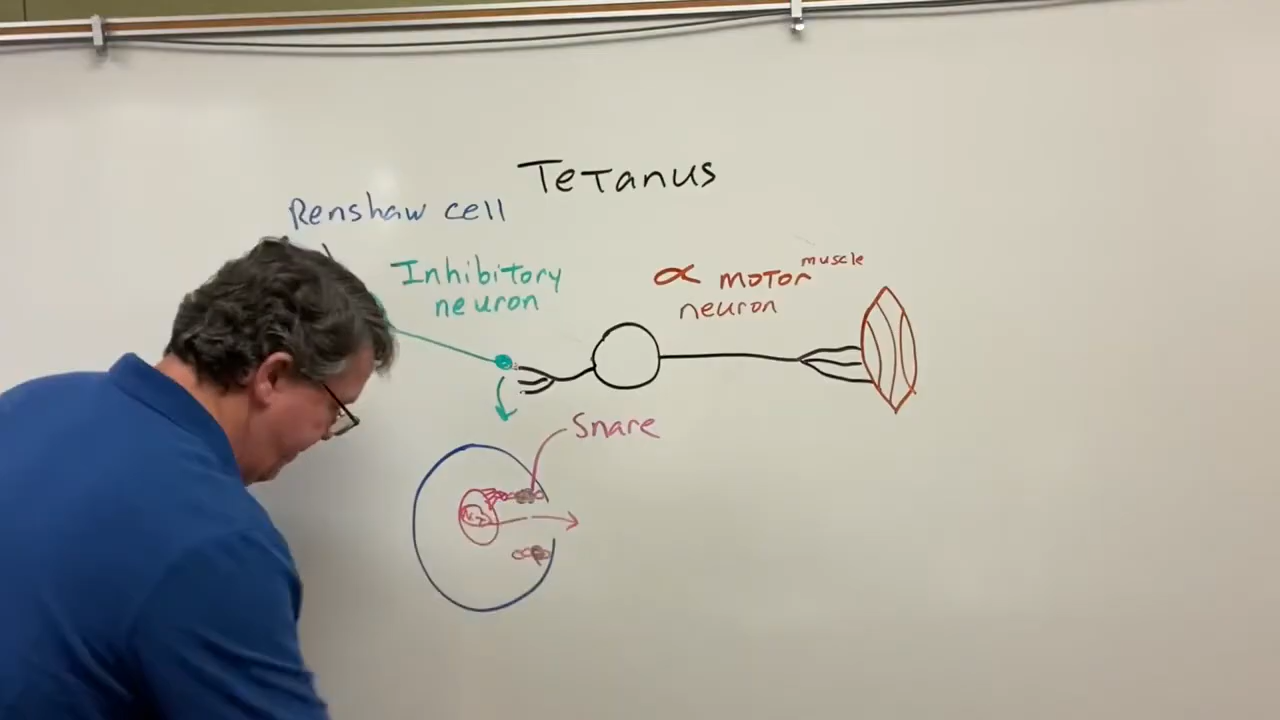 Tetanus
Renshaw cell
Inhibitory
neuron
α motor
neuron
muscle
Snare